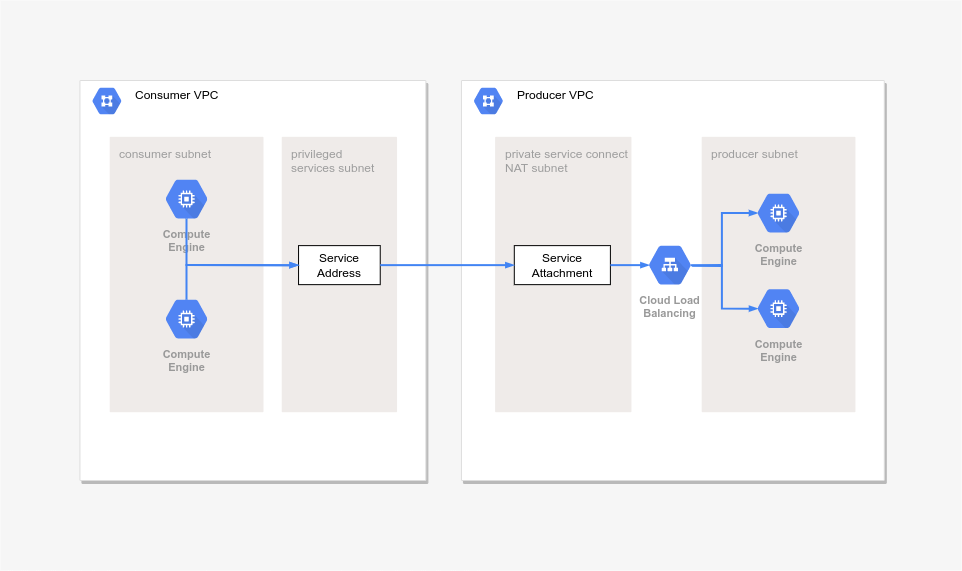 Consumer VPC
consumer subnet
Compute
Engine
Compute
Engine
privileged
services subnet
Service
Address
Producer VPC
private service connect
NAT subnet
Service
Attachment
Cloud Load
Balancing
producer subnet
Compute
Engine
Compute
Engine